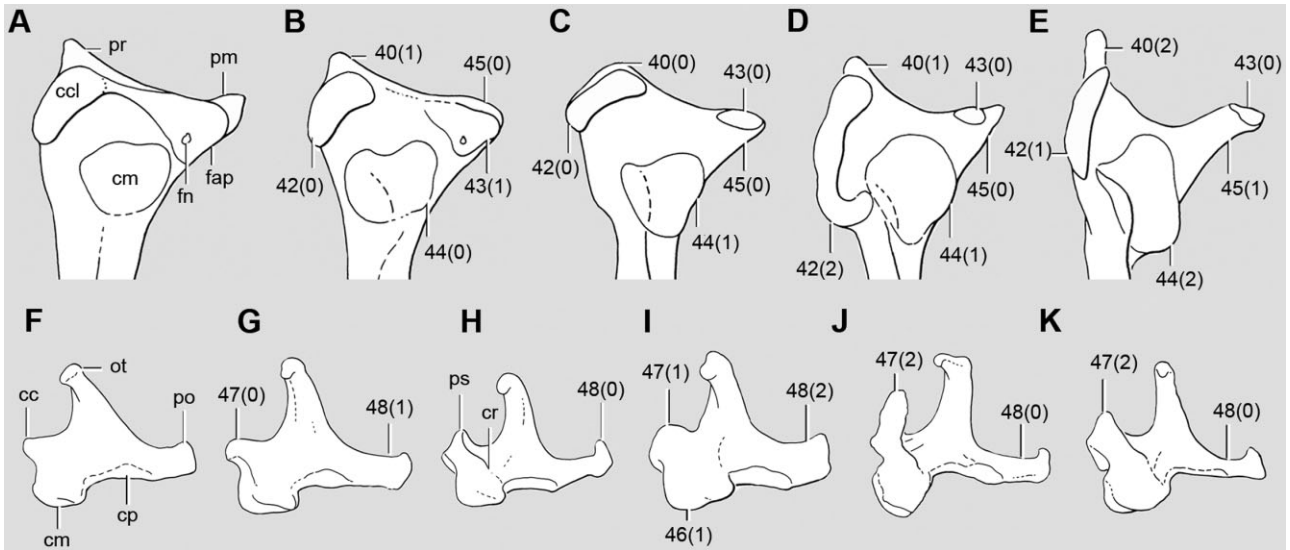 A
pr
pm
ccl
cm
fn
fap
B
40(1)
45(0)
42(0)
43(1)
44(0)
C
40(0)
43(0)
42(0)
45(0)
44(1)
D
40(1)
43(0)
45(0)
42(2)
44(1)
E
40(2)
43(0)
42(1)
45(1)
44(2)
F
ot
cc
po
cp
cm
G
47(0)
48(1)
H
ps
cr
48(0)
I
47(1)
48(2)
46(1)
J
47(2)
48(0)
K
47(2)
48(0)